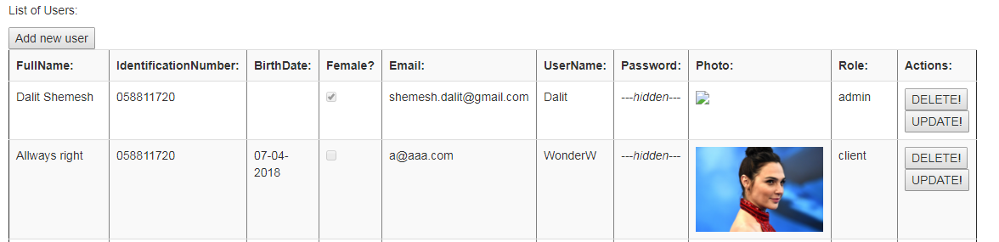 List of Users:
Add new user
FullName: IdentificationNumber: BirthDate: Female? Email: UserName: Password: Photo: Role: Actions:
Dalit Shemesh 058811720 shemesh.dalit@gmail.com Dalit ---hidden--- admin DELETE!
UPDATE!
Allways right 058811720 07-04- a@aaa.com WonderW ---hidden--- client DELETE!
2018 UPDATE!